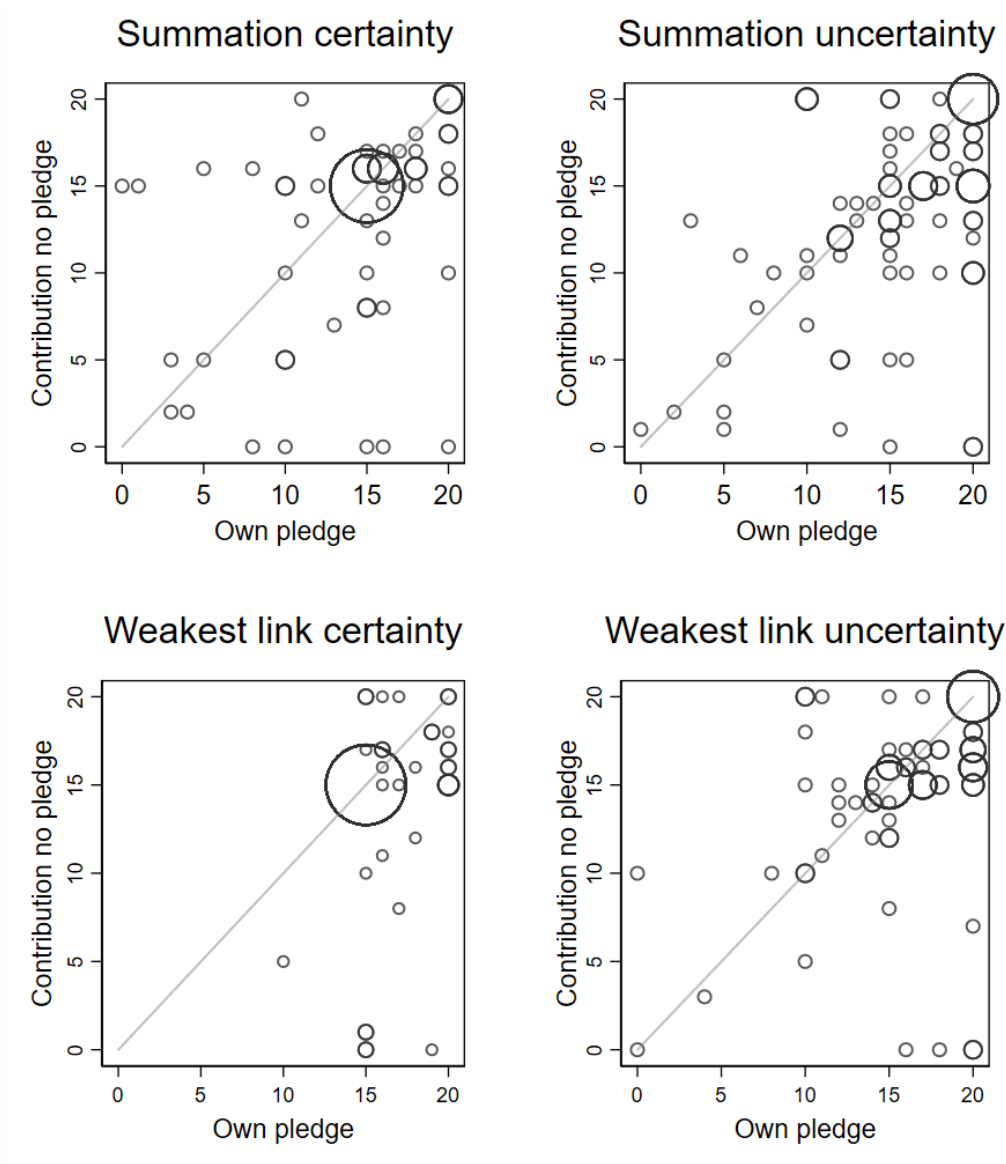 Summation certainty
Contribution no pledge
20
15
10
5
0
0 5 10 15 20
Own pledge
Summation uncertainty
Contribution no pledge
20
15
10
5
0
0 5 10 15 20
Own pledge
Weakest link certainty
Contribution no pledge
20
15
10
5
0
0 5 10 15 20
Own pledge
Weakest link uncertainty
Contribution no pledge
20
15
10
5
0
0 5 10 15 20
Own pledge